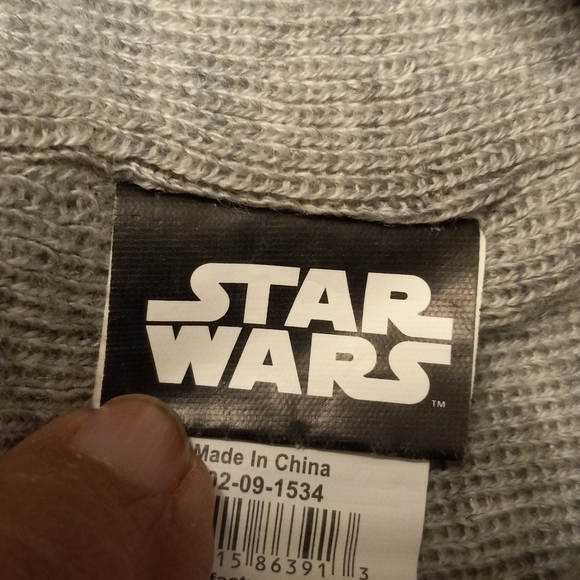 STAR
WARS
TM
Made In China
02-09-1534
15 86391 3